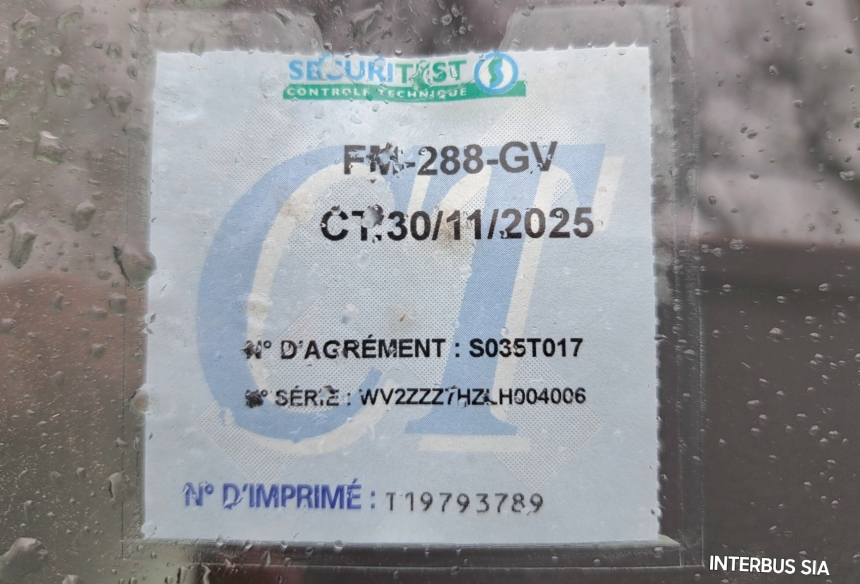 SECURITEST
CONTROLE TECHNIQUE
CT
FM-288-GV
CT:30/11/2025
N° D'AGRÉMENT : S035T017
N° SÉRIE : WV2ZZZ7HZLH004006
N° D'IMPRIMÉ : T19793789
INTERBUS SIA